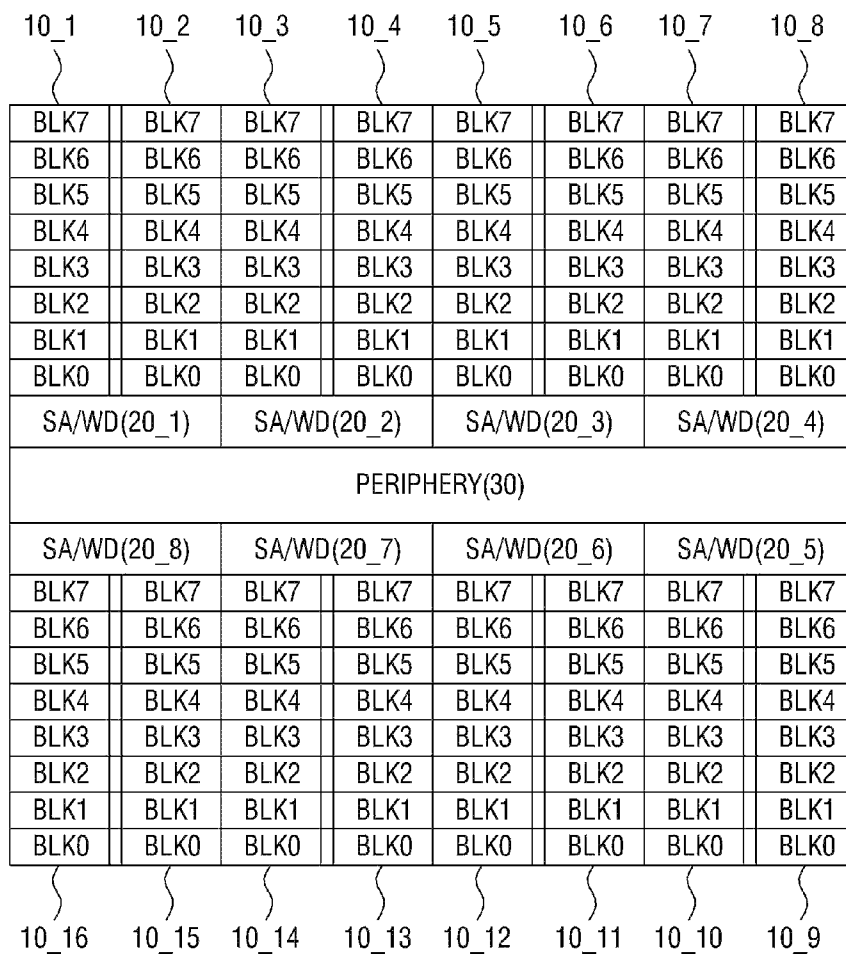 10_1 10_2 10_3 10_4 10_5 10_6 10_7 10_8
BLK7 BLK7 BLK7 BLK7 BLK7 BLK7 BLK7 BLK7
BLK6 BLK6 BLK6 BLK6 BLK6 BLK6 BLK6 BLK6
BLK5 BLK5 BLK5 BLK5 BLK5 BLK5 BLK5 BLK5
BLK4 BLK4 BLK4 BLK4 BLK4 BLK4 BLK4 BLK4
BLK3 BLK3 BLK3 BLK3 BLK3 BLK3 BLK3 BLK3
BLK2 BLK2 BLK2 BLK2 BLK2 BLK2 BLK2 BLK2
BLK1 BLK1 BLK1 BLK1 BLK1 BLK1 BLK1 BLK1
BLK0 BLK0 BLK0 BLK0 BLK0 BLK0 BLK0 BLK0
SA/WD(20_1) SA/WD(20_2) SA/WD(20_3) SA/WD(20_4)
PERIPHERY(30)
SA/WD(20_8) SA/WD(20_7) SA/WD(20_6) SA/WD(20_5)
BLK7 BLK7 BLK7 BLK7 BLK7 BLK7 BLK7 BLK7
BLK6 BLK6 BLK6 BLK6 BLK6 BLK6 BLK6 BLK6
BLK5 BLK5 BLK5 BLK5 BLK5 BLK5 BLK5 BLK5
BLK4 BLK4 BLK4 BLK4 BLK4 BLK4 BLK4 BLK4
BLK3 BLK3 BLK3 BLK3 BLK3 BLK3 BLK3 BLK3
BLK2 BLK2 BLK2 BLK2 BLK2 BLK2 BLK2 BLK2
BLK1 BLK1 BLK1 BLK1 BLK1 BLK1 BLK1 BLK1
BLK0 BLK0 BLK0 BLK0 BLK0 BLK0 BLK0 BLK0
10_16 10_15 10_14 10_13 10_12 10_11 10_10 10_9